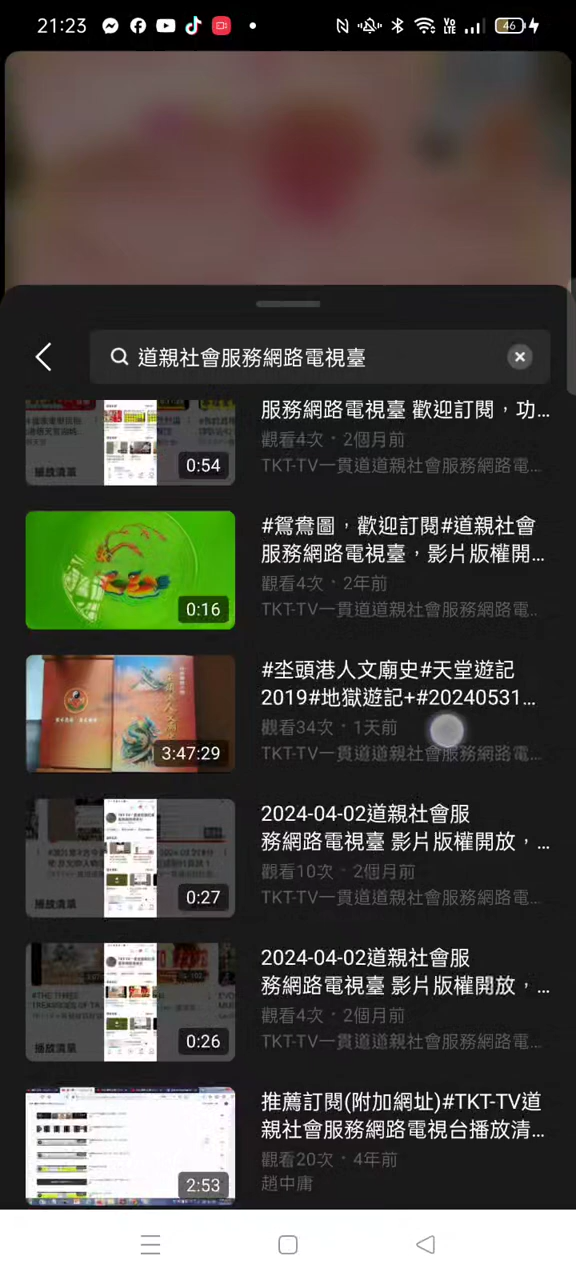 21:23
46
道親社會服務網路電視臺
服務網路電視臺 歡迎訂閱，功...
觀看4次・2個月前
TKT-TV一貫道道親社會服務網路電...
播放清單
0:54
#鴛鴦圖，歡迎訂閱#道親社會
服務網路電視臺，影片版權開...
觀看4次・2年前
TKT-TV一貫道道親社會服務網路電...
0:16
#坔頭港人文廟史#天堂遊記
2019#地獄遊記+#20240531...
觀看34次・1天前
TKT-TV一貫道道親社會服務網路電...
3:47:29
2024-04-02道親社會服
務網路電視臺 影片版權開放，...
觀看10次・2個月前
TKT-TV一貫道道親社會服務網路電...
播放清單
0:27
2024-04-02道親社會服
務網路電視臺 影片版權開放，...
觀看4次・2個月前
TKT-TV一貫道道親社會服務網路電...
播放清單
0:26
推薦訂閱(附加網址)#TKT-TV道
親社會服務網路電視台播放清...
觀看20次・4年前
趙中庸
2:53